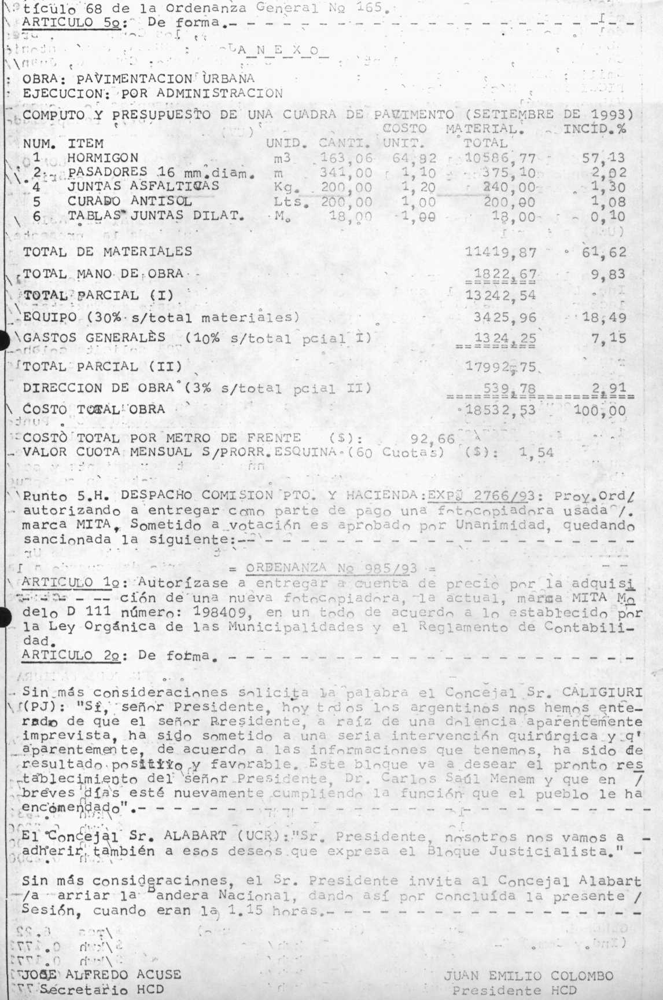 tículo 68 de la Ordenanza General Nº 165.
ARTICULO 5º: De forma.- - - - - - - - - - - - - - - - - - - - - - - -
A N E X O
OBRA: PAVIMENTACION URBANA
EJECUCION: POR ADMINISTRACION
COMPUTO Y PRESUPUESTO DE UNA CUADRA DE PAVIMENTO (SETIEMBRE DE 1993)
COSTO MATERIAL. INCID.%
NUM. ITEM UNID. CANTI. UNIT. TOTAL
1 HORMIGON m3 163,06 64,92 10586,77 57,13
2 PASADORES 16 mm.diam. m 341,00 1,10 375,10 2,02
4 JUNTAS ASFALTICAS Kg. 200,00 1,20 240,00 1,30
5 CURADO ANTISOL Lts. 200,00 1,00 200,00 1,08
6 TABLAS JUNTAS DILAT. M. 18,00 1,00 18,00 0,10
TOTAL DE MATERIALES 11419,87 61,62
TOTAL MANO DE OBRA 1822,67 9,83
TOTAL PARCIAL (I) 13242,54
EQUIPO (30% s/total materiales) 3425,96 18,49
GASTOS GENERALES (10% s/total pcial I) 1324,25 7,15
TOTAL PARCIAL (II) 17992,75
DIRECCION DE OBRA (3% s/total pcial II) 539,78 2,91
COSTO TOTAL OBRA 18532,53 100,00
COSTO TOTAL POR METRO DE FRENTE ($): 92,66
VALOR CUOTA MENSUAL S/PRORR.ESQUINA (60 Cuotas) ($): 1,54
Punto 5.H. DESPACHO COMISION PTO. Y HACIENDA:EXPJ 2766/93: Proy.Ord/
autorizando a entregar como parte de pago una fotocopiadora usada /.
marca MITA, Sometido a votación es aprobado por Unanimidad, quedando
sancionada la siguiente:-- - - - - - - - - - - - - - - - - - - - - -
= ORDENANZA Nº 985/93 =
ARTICULO 1º: Autorízase a entregar a cuenta de precio por la adquisi
- - - - -- ción de una nueva fotocopiadora, la actual, marca MITA Mo
delo D 111 número: 198409, en un todo de acuerdo a lo establecido por
la Ley Orgánica de las Municipalidades y el Reglamento de Contabili-
dad.
ARTICULO 2º: De forma. - - - - - - - - - - - - - - - - - - - - - - -
Sin más consideraciones solicita la palabra el Concejal Sr. CALIGIURI
(PJ): "Sí, señor Presidente, hoy todos los argentinos nos hemos ente-
rado de que el señor Presidente, a raíz de una dolencia aparentemente
imprevista, ha sido sometido a una seria intervención quirúrgica y q'
aparentemente, de acuerdo a las informaciones que tenemos, ha sido de
resultado positivo y favorable. Este bloque va a desear el pronto res
tablecimiento del señor Presidente, Dr. Carlos Saúl Menem y que en /
breves días esté nuevamente cumpliendo la función que el pueblo le ha
encomendado".- - - - - - - - - - - - - - - - - - - - - - - - - - - -
El Concejal Sr. ALABART (UCR):"Sr. Presidente, nosotros nos vamos a -
adherir también a esos deseos que expresa el Bloque Justicialista." -
Sin más consideraciones, el Sr. Presidente invita al Concejal Alabart
/a arriar la Bandera Nacional, dando así por concluída la presente /
Sesión, cuando eran la 1.15 horas.- - - - - - - - - - - - - - - - - -
JOSE ALFREDO ACUSE JUAN EMILIO COLOMBO
Secretario HCD Presidente HCD